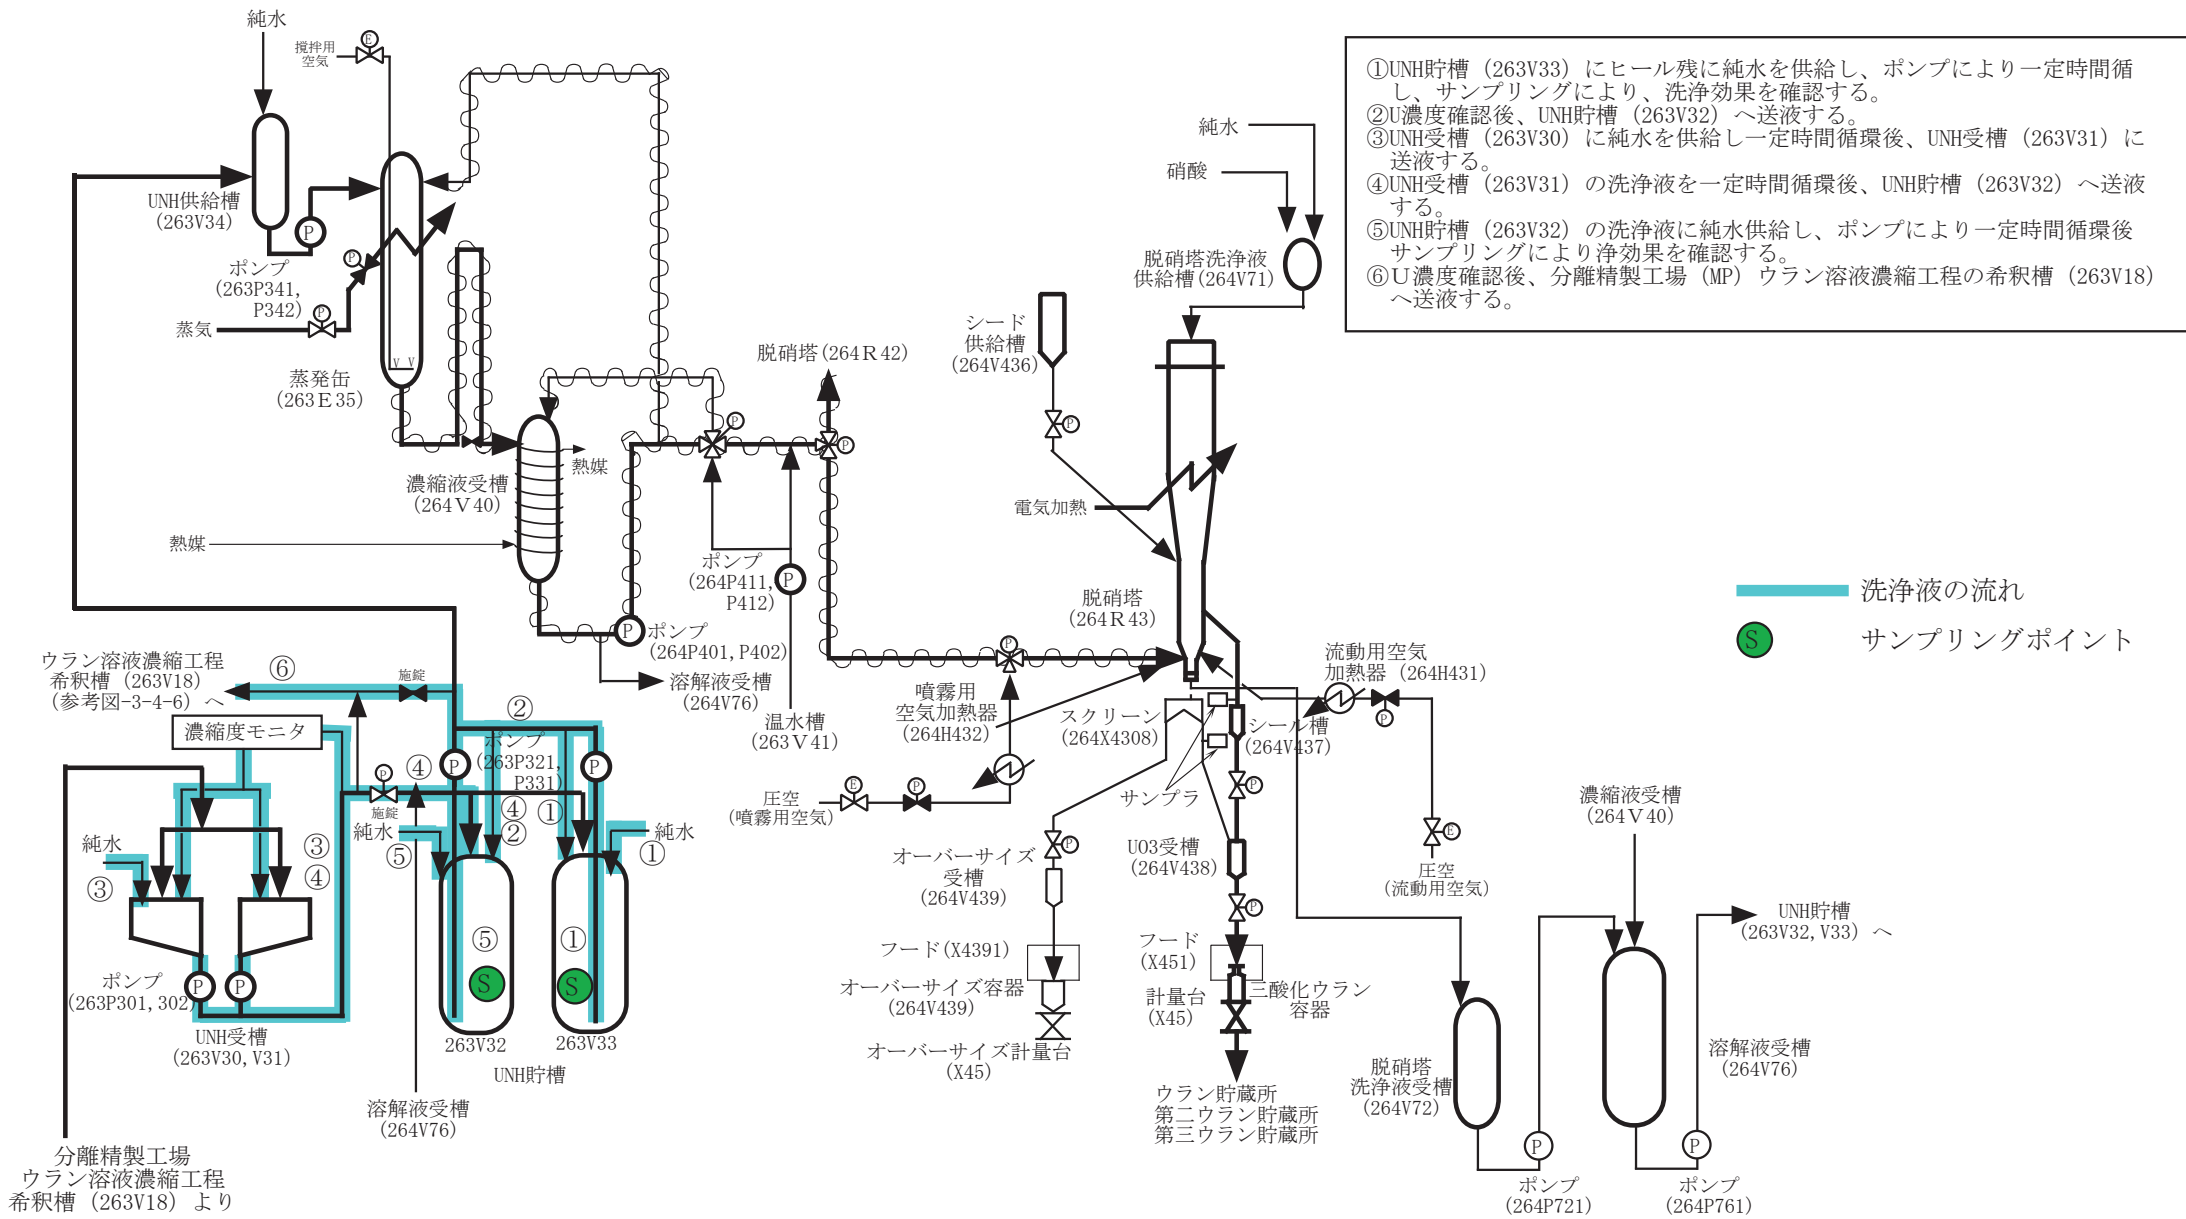 純水
撹拌用
空気
E
UNH供給槽
(263V34)
P
ポンプ
(263P341,
P342)
P
蒸気
P
V V
蒸発缶
(263E35)
濃縮液受槽
(264V40)
熱媒
熱媒
脱硝塔(264R42)
P
P
ポンプ
(264P411,
P412)
P
P
ポンプ
(264P401,P402)
溶解液受槽
(264V76)
温水槽
(263V41)
①UNH貯槽（263V33）にヒール残に純水を供給し、ポンプにより一定時間循
し、サンプリングにより、洗浄効果を確認する。
②U濃度確認後、UNH貯槽（263V32）へ送液する。
③UNH受槽（263V30）に純水を供給し一定時間循環後、UNH受槽（263V31）に
送液する。
④UNH受槽（263V31）の洗浄液を一定時間循環後、UNH貯槽（263V32）へ送液
する。
⑤UNH貯槽（263V32）の洗浄液に純水供給し、ポンプにより一定時間循環後
サンプリングにより浄効果を確認する。
⑥Ｕ濃度確認後、分離精製工場（MP）ウラン溶液濃縮工程の希釈槽（263V18）
へ送液する。
純水
硝酸
脱硝塔洗浄液
供給槽(264V71)
シード
供給槽
(264V436)
P
電気加熱
脱硝塔
(264R43)
洗浄液の流れ
S
サンプリングポイント
P
噴霧用
空気加熱器
(264H432)
圧空
(噴霧用空気)
E
P
スクリーン
(264X4308)
サンプラ
シール槽
(264V437)
流動用空気
加熱器（264H431)
P
E
圧空
(流動用空気)
P
UO3受槽
(264V438)
P
オーバーサイズ
受槽
(264V439)
P
フード(X4391)
オーバーサイズ容器
(264V439)
オーバーサイズ計量台
(X45)
フード
(X451)
計量台
(X45)
三酸化ウラン
容器
ウラン貯蔵所
第二ウラン貯蔵所
第三ウラン貯蔵所
濃縮液受槽
(264V40)
UNH貯槽
(263V32,V33）へ
脱硝塔
洗浄液受槽
(264V72)
P
ポンプ
(264P721)
溶解液受槽
(264V76)
P
ポンプ
(264P761)
ウラン溶液濃縮工程
希釈槽（263V18)
(参考図-3-4-6）へ
⑥
施錠
濃縮度モニタ
②
ポンプ
(263P321,
P331)
P
P
④
P
施錠
④
②
①
純水
⑤
純水
①
純水
③
③
④
P
P
ポンプ
(263P301,302)
UNH受槽
(263V30,V31)
⑤
S
①
S
263V32
263V33
UNH貯槽
溶解液受槽
(264V76)
分離精製工場
ウラン溶液濃縮工程
希釈槽（263V18）より